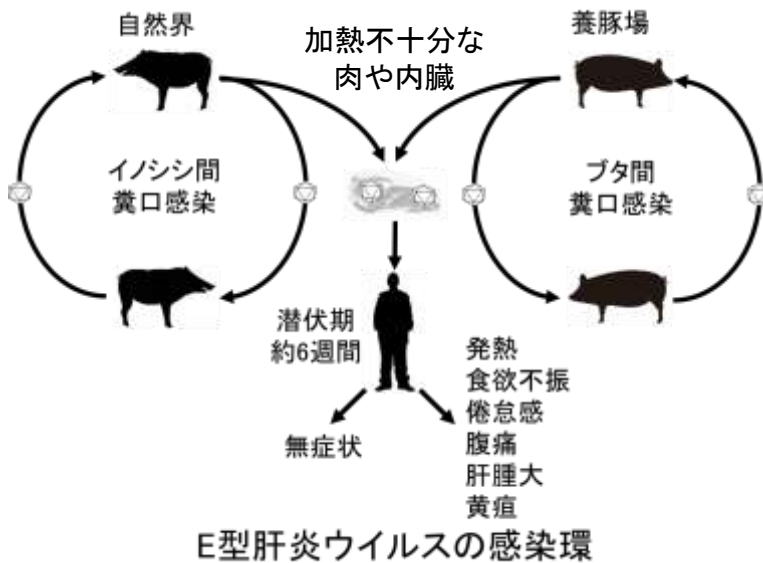 自然界
加熱不十分な
肉や内臓
養豚場
イノシシ間
糞口感染
ブタ間
糞口感染
潜伏期
約6週間
無症状
発熱
食欲不振
倦怠感
腹痛
肝腫大
黄疸
E型肝炎ウイルスの感染環